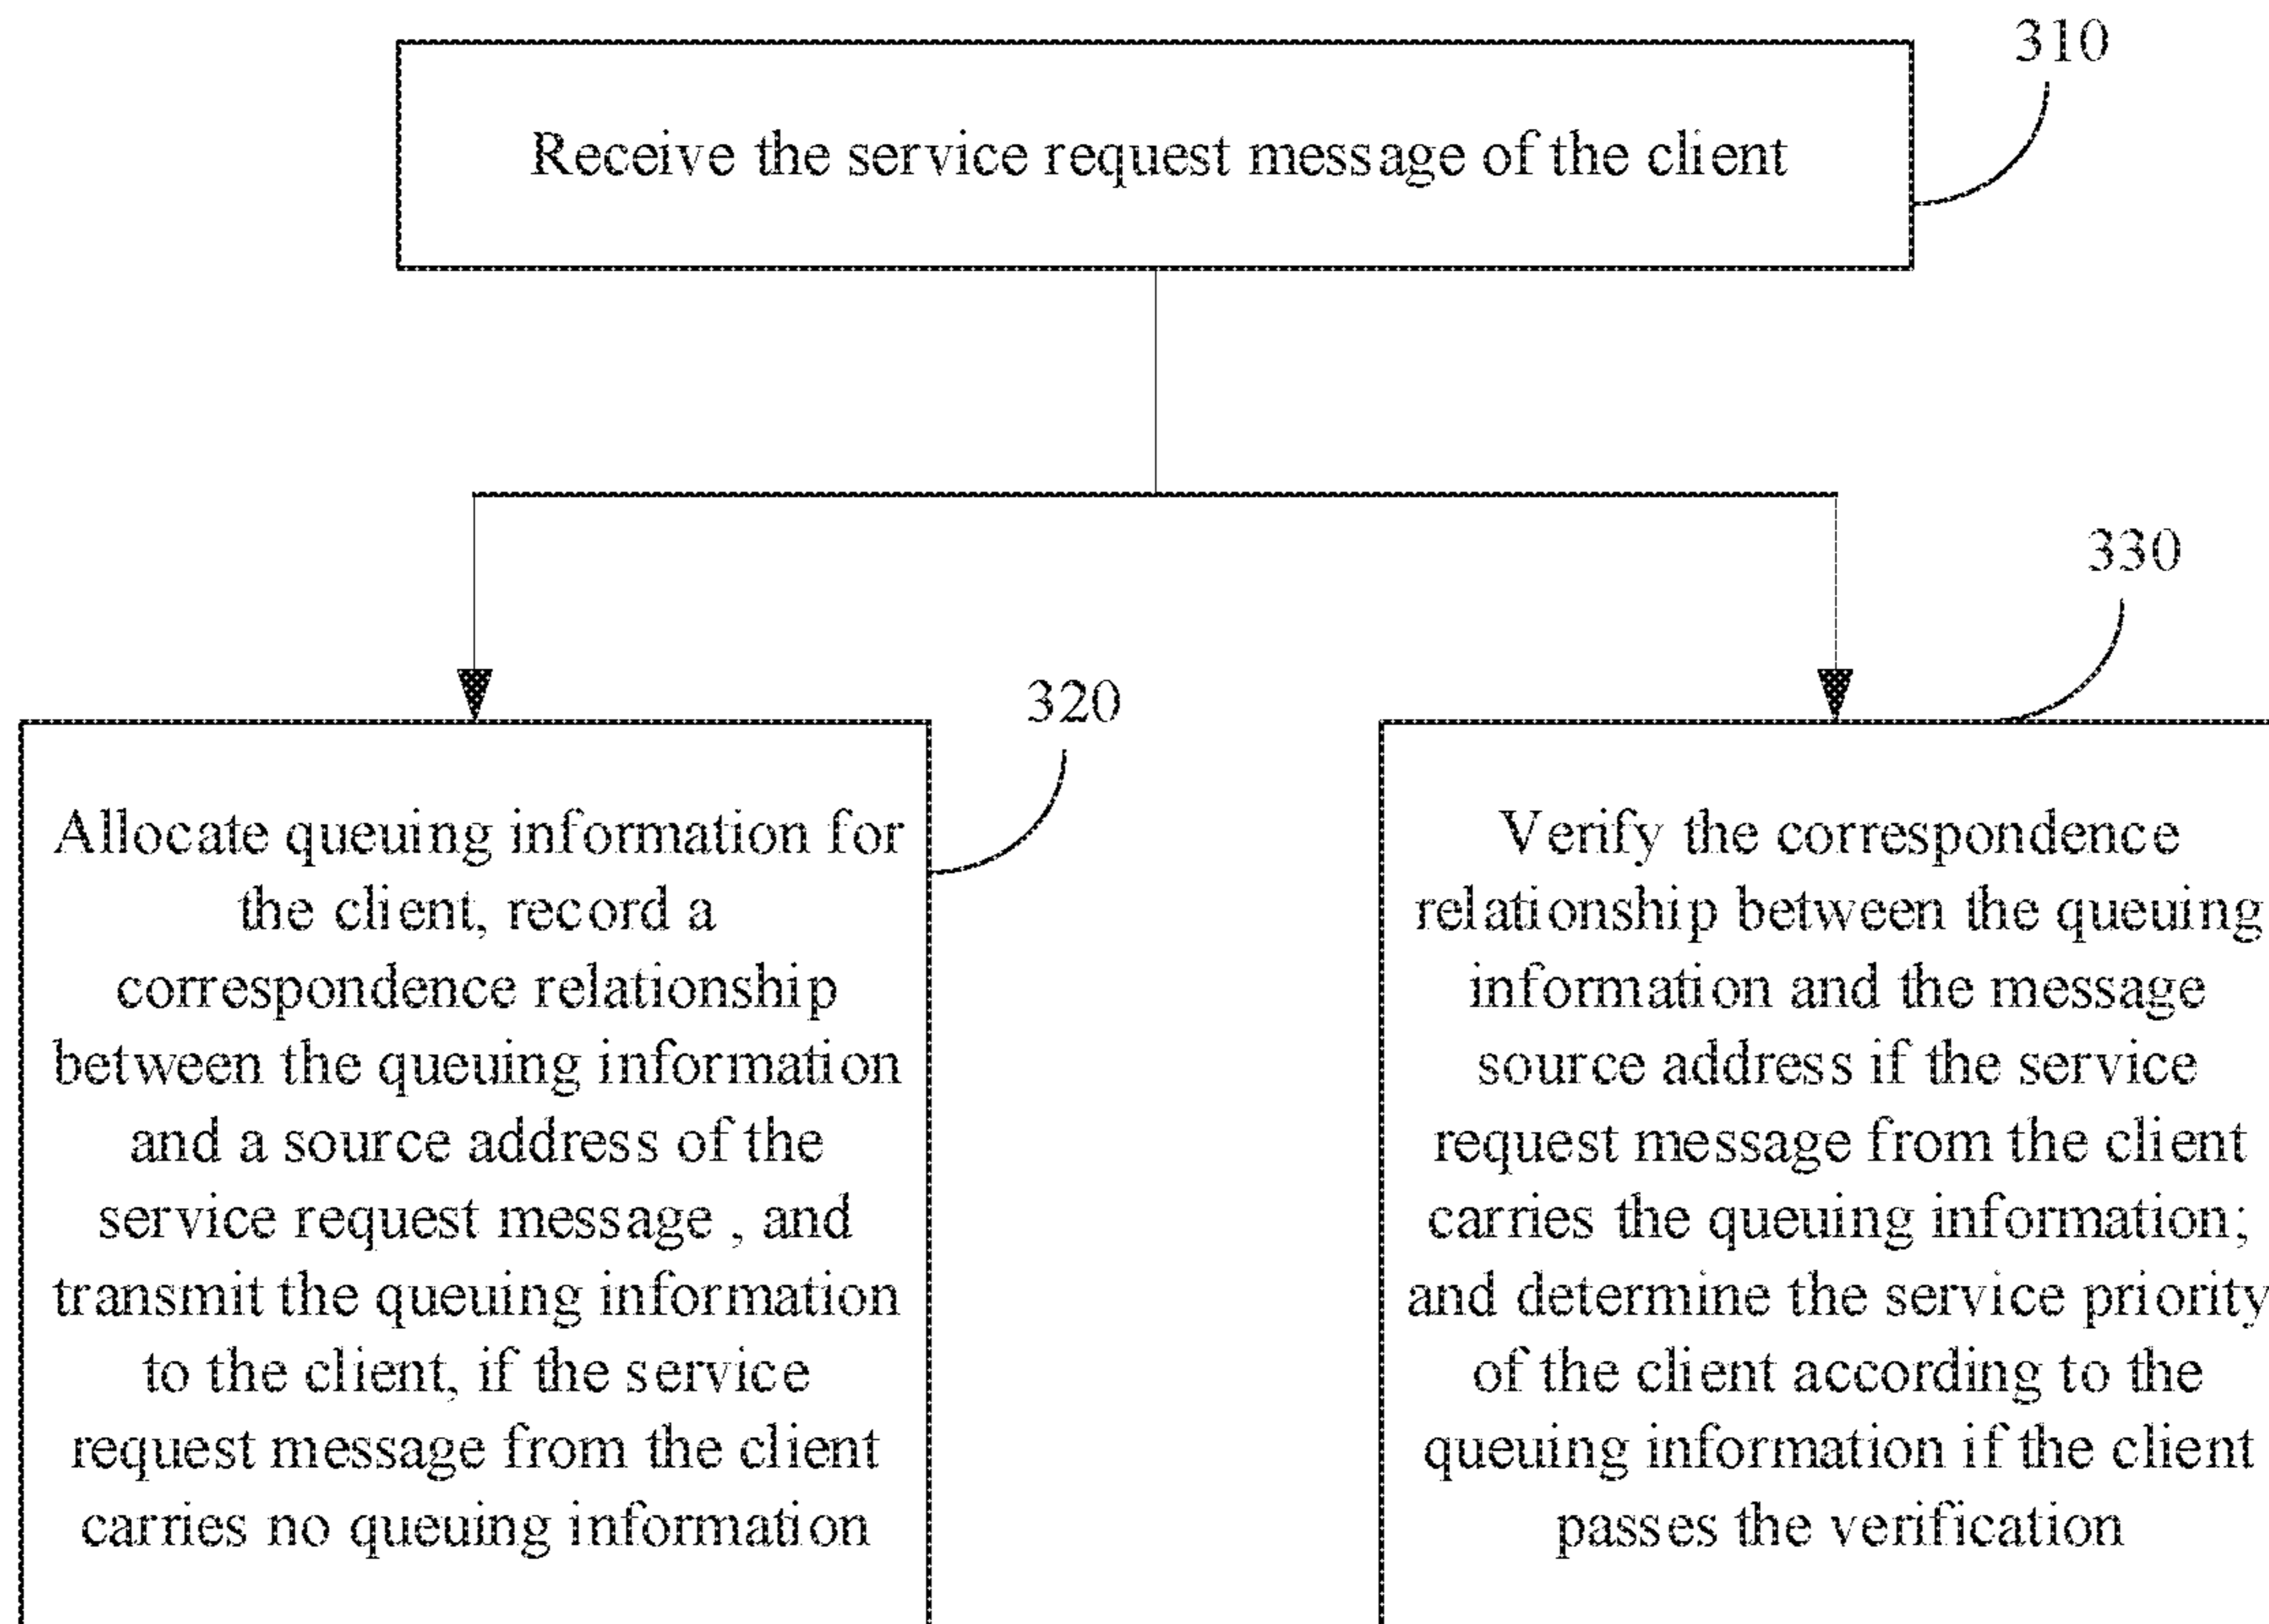 310
Receive the service request message of the client
320
Allocate queuing information for
the client, record a
correspondence relationship
between the queuing information
and a source address of the
service request message , and
transmit the queuing information
to the client, if the service
request message from the client
carries no queuing information
330
Verify the correspondence
relationship between the queuing
information and the message
source address if the service
request message from the client
carries the queuing information;
and determine the service priority
of the client according to the
queuing information if the client
passes the verification